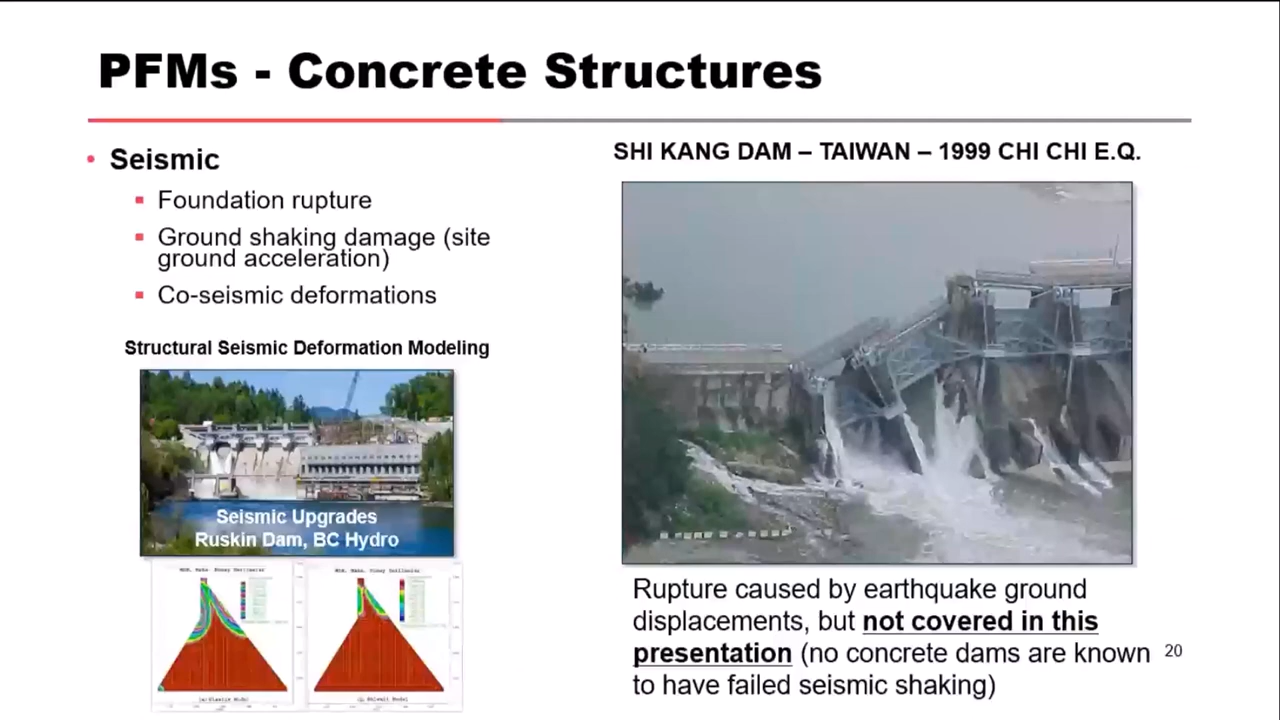 PFMs - Concrete Structures
• Seismic
▪ Foundation rupture
▪ Ground shaking damage (site
ground acceleration)
▪ Co-seismic deformations
Structural Seismic Deformation Modeling
Seismic Upgrades
Ruskin Dam, BC Hydro
SHI KANG DAM – TAIWAN – 1999 CHI CHI E.Q.
Rupture caused by earthquake ground
displacements, but not covered in this
presentation (no concrete dams are known
to have failed seismic shaking)
20